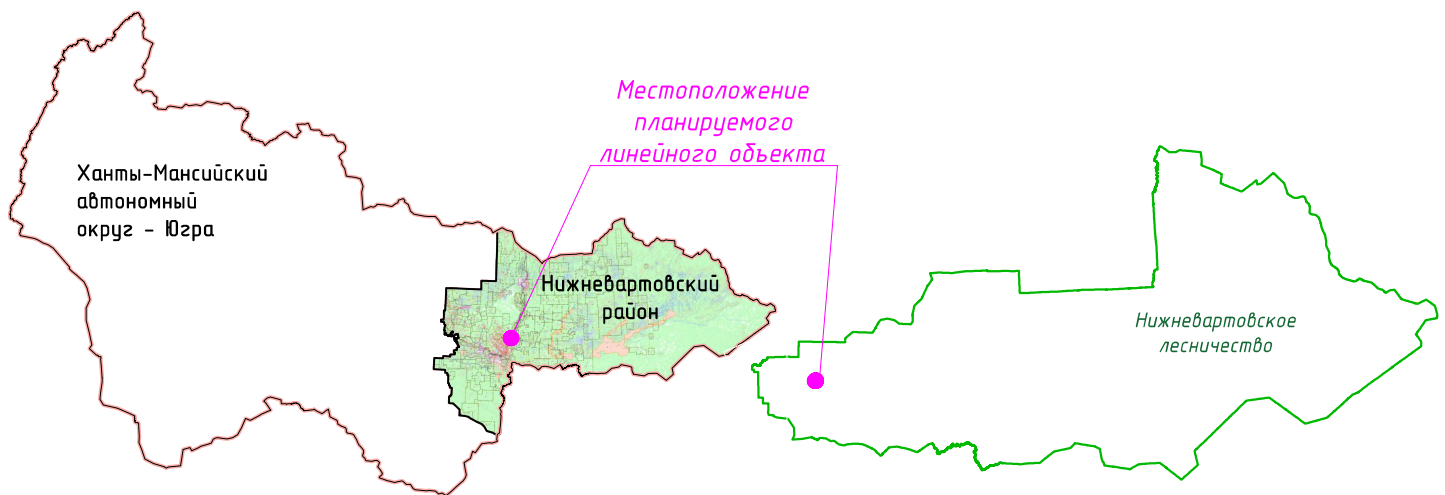 Местоположение
планируемого
линейного объекта
Ханты-Мансийский
автономный
округ - Югра
Нижневартовский
район
Нижневартовское
лесничество